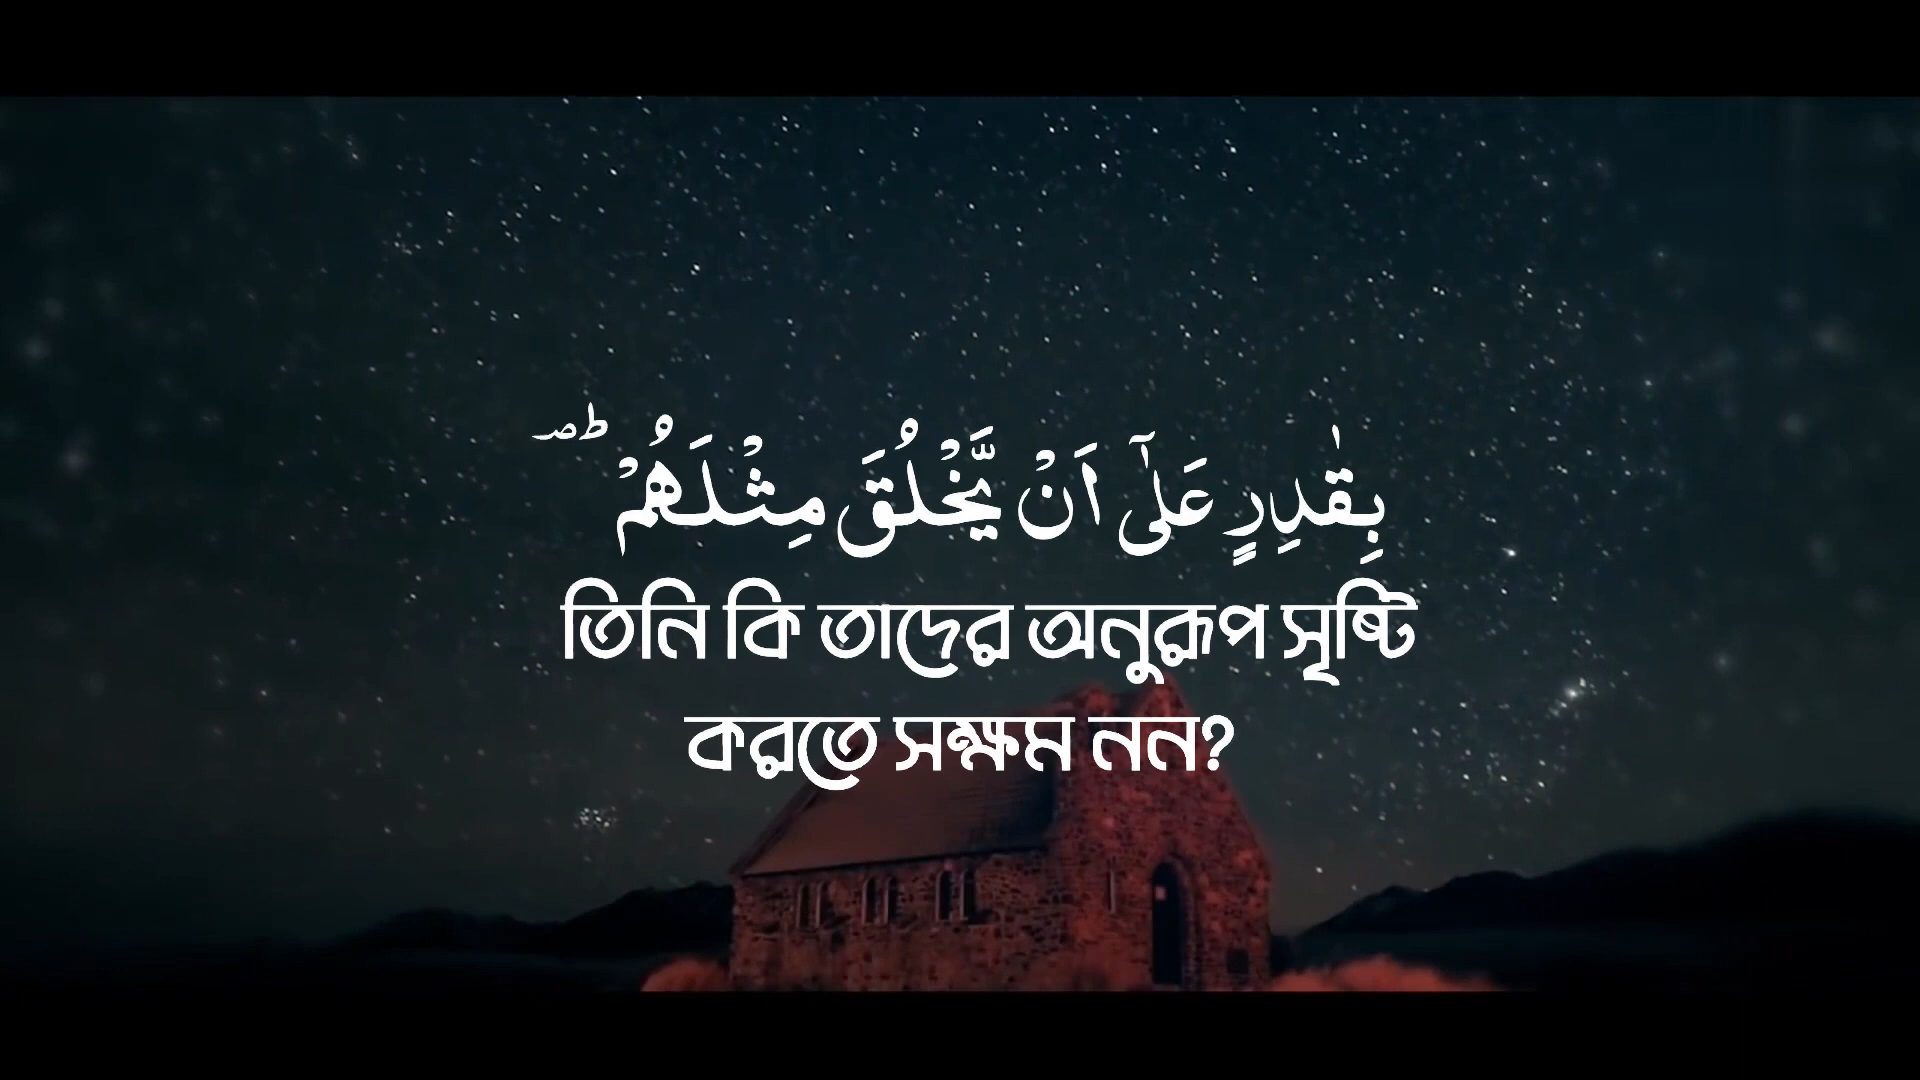 بِقٰدِرٍ عَلٰۤى اَنْ يَّخْلُقَ مِثْلَهُمْ ؕؔ
তিনি কি তাদের অনুরূপ সৃষ্টি
করতে সক্ষম নন?